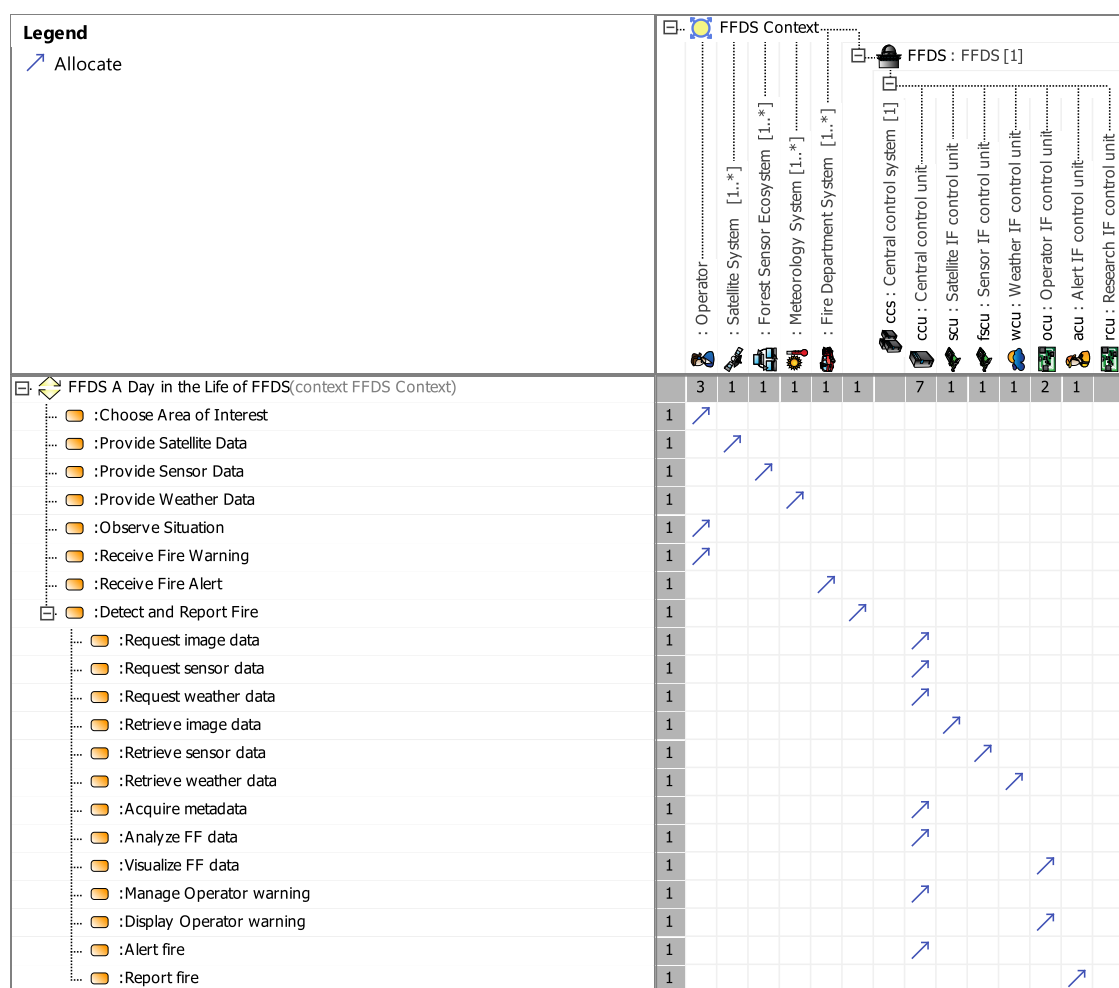 Legend
Allocate
FFDS Context
FFDS : FFDS [1]
: Operator
: Satellite System [1..*]
: Forest Sensor Ecosystem [1..*]
: Meteorology System [1..*]
: Fire Department System [1..*]
ccs : Central control system [1]
ccu : Central control unit
scu : Satellite IF control unit
fscu : Sensor IF control unit
wcu : Weather IF control unit
ocu : Operator IF control unit
acu : Alert IF control unit
rcu : Research IF control unit
FFDS A Day in the Life of FFDS(context FFDS Context) 3 1 1 1 1 1 7 1 1 1 2 1
:Choose Area of Interest 1
:Provide Satellite Data 1
:Provide Sensor Data 1
:Provide Weather Data 1
:Observe Situation 1
:Receive Fire Warning 1
:Receive Fire Alert 1
:Detect and Report Fire 1
:Request image data 1
:Request sensor data 1
:Request weather data 1
:Retrieve image data 1
:Retrieve sensor data 1
:Retrieve weather data 1
:Acquire metadata 1
:Analyze FF data 1
:Visualize FF data 1
:Manage Operator warning 1
:Display Operator warning 1
:Alert fire 1
:Report fire 1